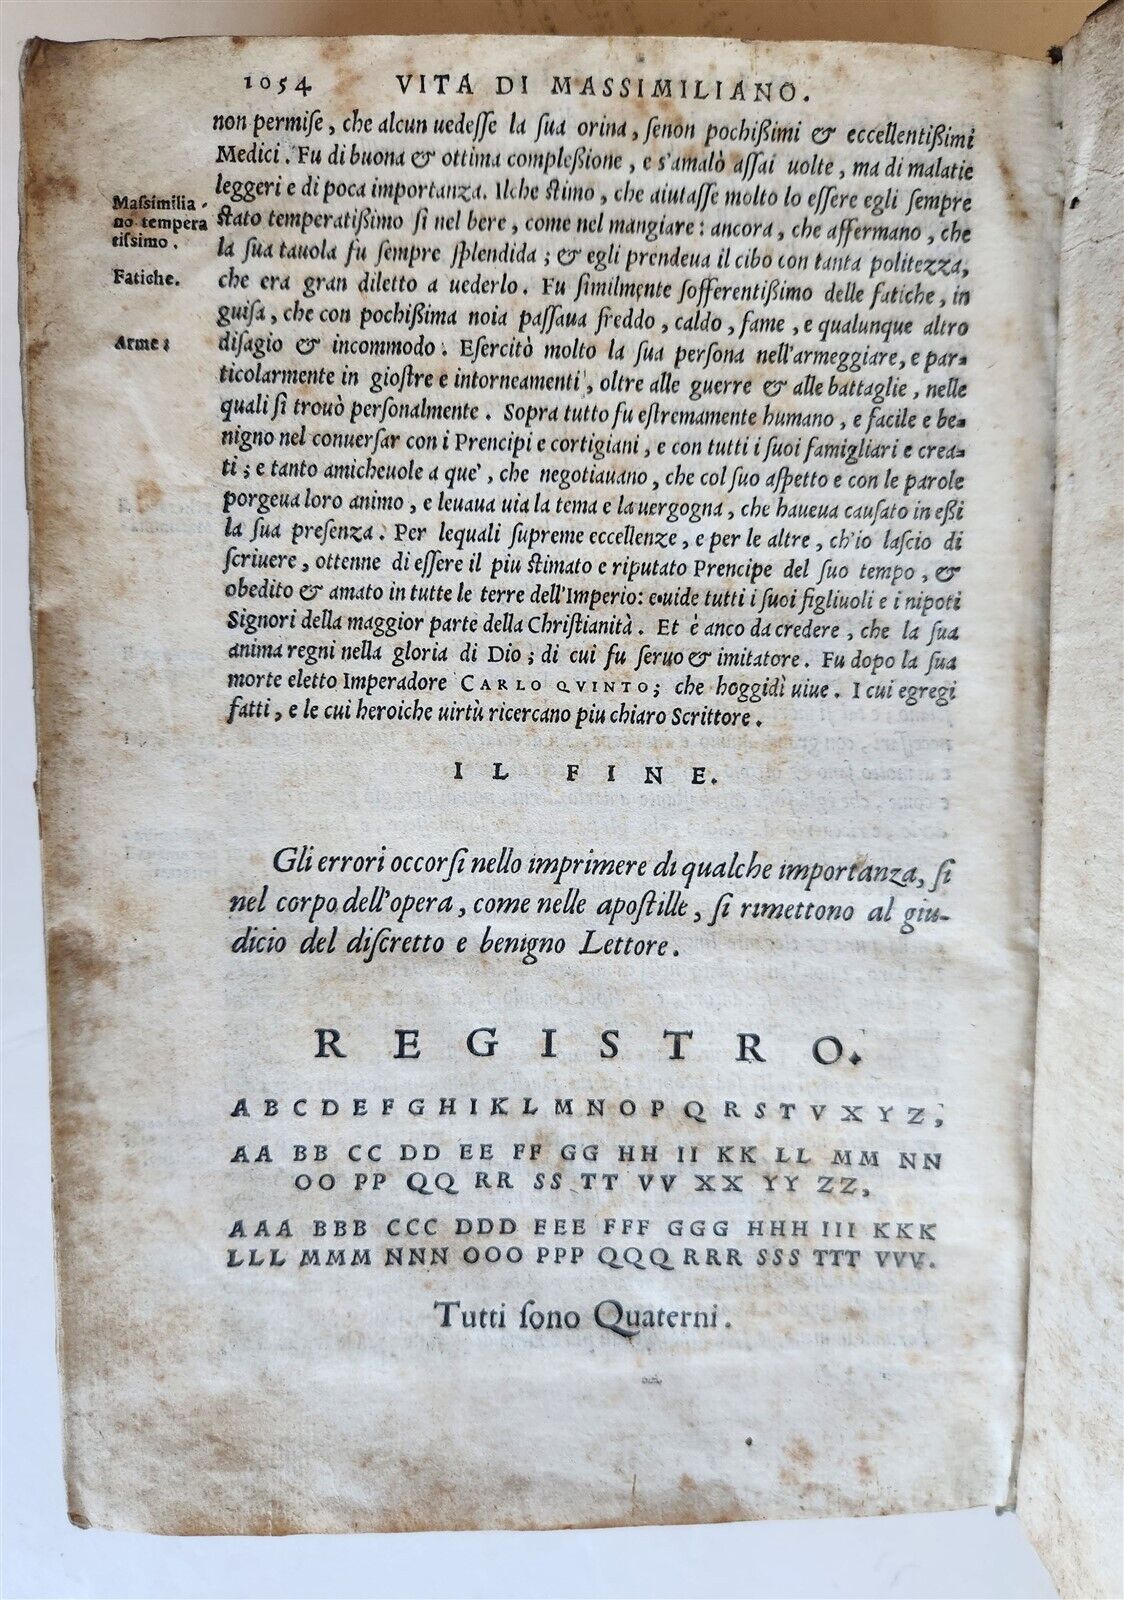 1054 VITA DI MASSIMILIANO.
non permiſe, che alcun uedeſſe la ſua orina, ſenon pochißimi & eccellentißimi
Medici. Fu di buona & ottima compleßione, e s'amalò aſſai uolte, ma di malatie
leggeri e di poca importanza. Ilche ſtimo, che aiutaſſe molto lo eſſere egli ſempre
ſtato temperatißimo ſi nel bere, come nel mangiare: ancora, che affermano, che
la ſua tauola fu ſempre ſplendida; & egli prendeua il cibo con tanta politezza,
che era gran diletto a uederlo. Fu ſimilmente ſofferentißimo delle fatiche, in
guiſa, che con pochißima noia paſſaua freddo, caldo, fame, e qualunque altro
diſagio & incommodo. Eſercitò molto la ſua perſona nell'armeggiare, e par-
ticolarmente in gioſtre e intorneamenti, oltre alle guerre & alle battaglie, nelle
quali ſi trouò perſonalmente. Sopra tutto fu eſtremamente humano, e facile e be-
nigno nel conuerſar con i Prencipi e cortigiani, e con tutti i ſuoi famigliari e crea-
ti; e tanto amicheuole a que', che negotiauano, che col ſuo aſpetto e con le parole
porgeua loro animo, e leuaua uia la tema e la uergogna, che haueua cauſato in eßi
la ſua preſenza. Per lequali ſupreme eccellenze, e per le altre, ch'io laſcio di
ſcriuere, ottenne di eſſere il piu ſtimato e riputato Prencipe del ſuo tempo, &
obedito & amato in tutte le terre dell'Imperio: e uide tutti i ſuoi figliuoli e i nipoti
Signori della maggior parte della Chriſtianità. Et è anco da credere, che la ſua
anima regni nella gloria di Dio; di cui fu ſeruo & imitatore. Fu dopo la ſua
morte eletto Imperadore CARLO QVINTO; che hoggidì uiue. I cui egregi
fatti, e le cui heroiche uirtù ricercano piu chiaro Scrittore.
Maſsimilia
no tempera
tiſsimo.
Fatiche.
Arme:
IL FINE.
Gli errori occorſi nello imprimere di qualche importanza, ſi
nel corpo dell'opera, come nelle apoſtille, ſi rimettono al giu-
dicio del diſcretto e benigno Lettore.
REGISTRO.
A B C D E F G H I K L M N O P Q R S T V X Y Z,
AA BB CC DD EE FF GG HH II KK LL MM NN
OO PP QQ RR SS TT VV XX YY ZZ,
AAA BBB CCC DDD EEE FFF GGG HHH III KKK
LLL MMM NNN OOO PPP QQQ RRR SSS TTT VVV.
Tutti ſono Quaterni.